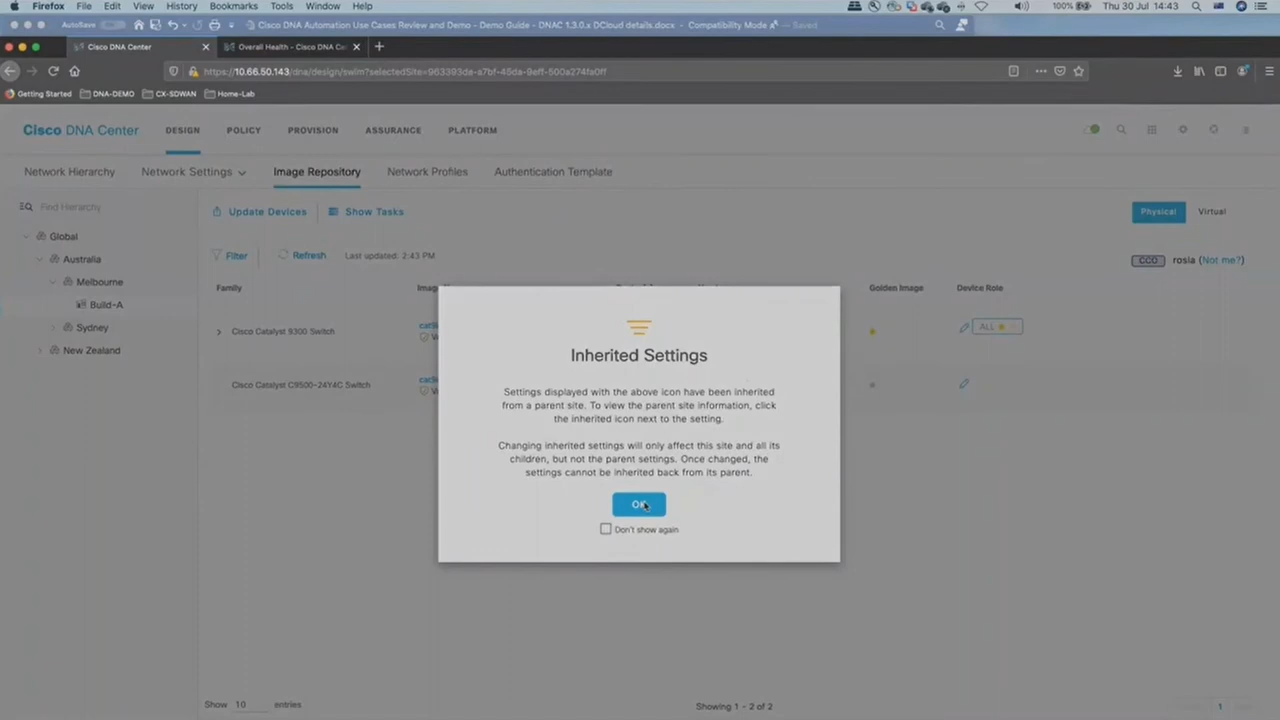 Firefox File Edit View History Bookmarks Tools Window Help 100% Thu 30 Jul 14:43
AutoSave Cisco DNA Automation Use Cases Review and Demo - Demo Guide - DNAC 1.3.0.x DCloud details.docx - Compatibility Mode — Saved
Cisco DNA Center Overall Health - Cisco DNA Ce
https://10.66.50.143/dna/design/swim?selectedSite=963393de-a7bf-45da-9eff-500a274fa0ff
Getting Started DNA-DEMO CX-SDWAN Home-Lab
Cisco DNA Center DESIGN POLICY PROVISION ASSURANCE PLATFORM
Network Hierarchy Network Settings Image Repository Network Profiles Authentication Template
Find Hierarchy
Update Devices Show Tasks Physical Virtual
Global
Filter Refresh Last updated: 2:43 PM CCO rosia (Not me?)
Australia
Melbourne
Build-A
Sydney
New Zealand
Family Golden Image Device Role
Cisco Catalyst 9300 Switch ALL
Cisco Catalyst C9500-24Y4C Switch
Inherited Settings
Settings displayed with the above icon have been inherited
from a parent site. To view the parent site information, click
the inherited icon next to the setting.
Changing inherited settings will only affect this site and all its
children, but not the parent settings. Once changed, the
settings cannot be inherited back from its parent.
OK
Don't show again
Show 10 entries Showing 1 - 2 of 2 1